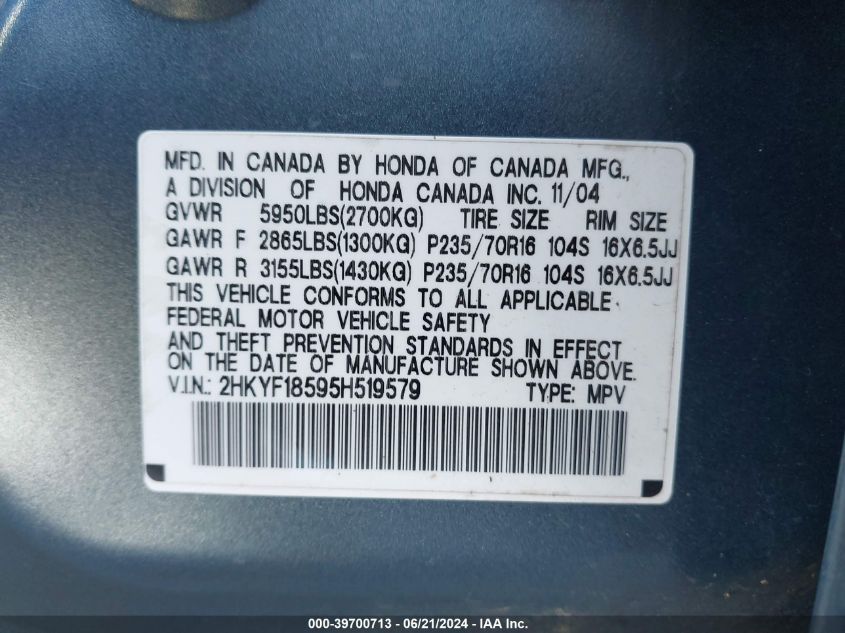 MFD. IN CANADA BY HONDA OF CANADA MFG.,
A DIVISION OF HONDA CANADA INC. 11/04
GVWR 5950LBS(2700KG) TIRE SIZE RIM SIZE
GAWR F 2865LBS(1300KG) P235/70R16 104S 16X6.5JJ
GAWR R 3155LBS(1430KG) P235/70R16 104S 16X6.5JJ
THIS VEHICLE CONFORMS TO ALL APPLICABLE
FEDERAL MOTOR VEHICLE SAFETY
AND THEFT PREVENTION STANDARDS IN EFFECT
ON THE DATE OF MANUFACTURE SHOWN ABOVE.
V.I.N.: 2HKYF18595H519579 TYPE: MPV
000-39700713 - 06/21/2024 - IAA Inc.